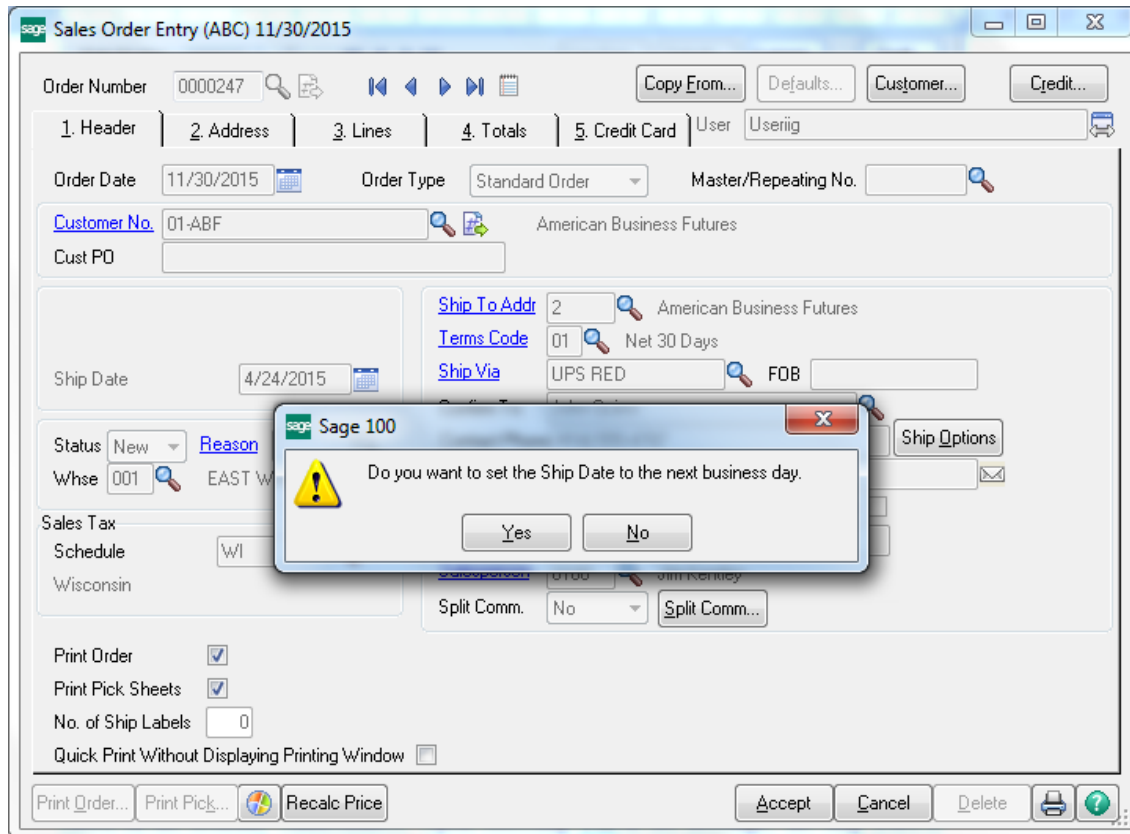 sage Sales Order Entry (ABC) 11/30/2015
Order Number 0000247 Copy From... Defaults... Customer... Credit...
1. Header 2. Address 3. Lines 4. Totals 5. Credit Card User Useriig
Order Date 11/30/2015 Order Type Standard Order Master/Repeating No.
Customer No. 01-ABF American Business Futures
Cust PO
Ship To Addr 2 American Business Futures
Terms Code 01 Net 30 Days
Ship Date 4/24/2015 Ship Via UPS RED FOB
sage Sage 100
Status New Reason Ship Options
Do you want to set the Ship Date to the next business day.
Whse 001 EAST W
Yes No
Sales Tax
Schedule WI
Wisconsin
Split Comm. No Split Comm...
Print Order
Print Pick Sheets
No. of Ship Labels 0
Quick Print Without Displaying Printing Window
Print Order... Print Pick... Recalc Price Accept Cancel Delete